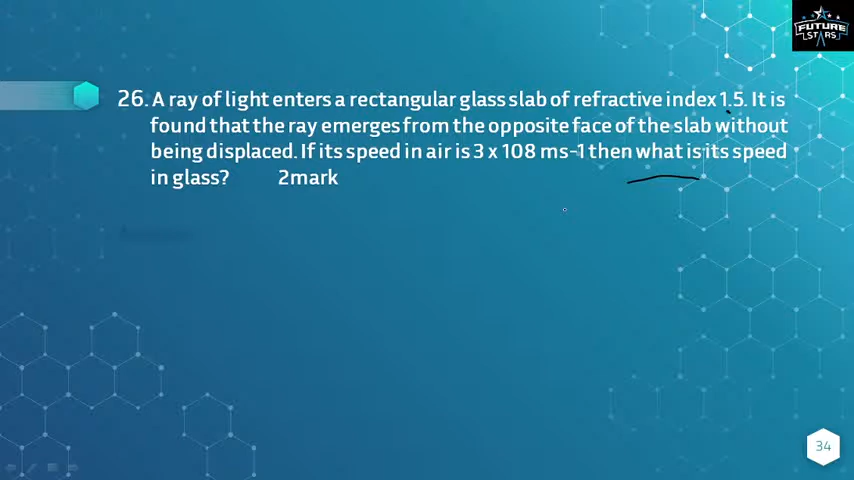 FUTURE
STARS
26. A ray of light enters a rectangular glass slab of refractive index 1.5. It is
found that the ray emerges from the opposite face of the slab without
being displaced. If its speed in air is 3 x 108 ms-1 then what is its speed
in glass? 2mark
34